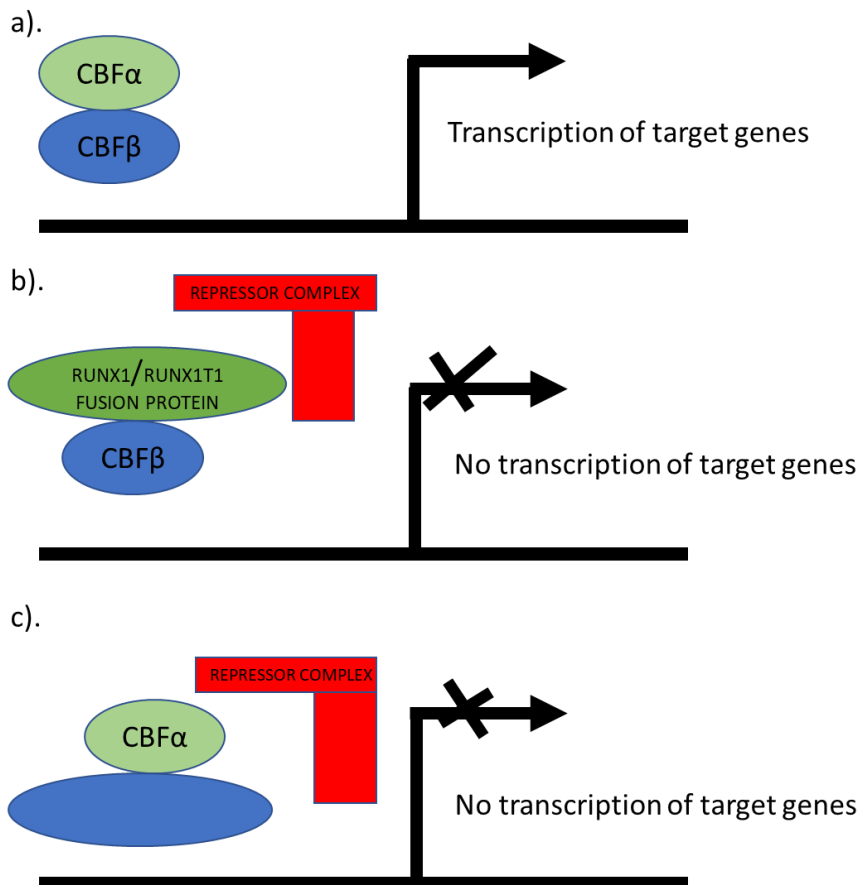 a).
CBFα
CBFβ
Transcription of target genes
b).
REPRESSOR COMPLEX
RUNX1/RUNX1T1
FUSION PROTEIN
CBFβ
No transcription of target genes
c).
REPRESSOR COMPLEX
CBFα
No transcription of target genes